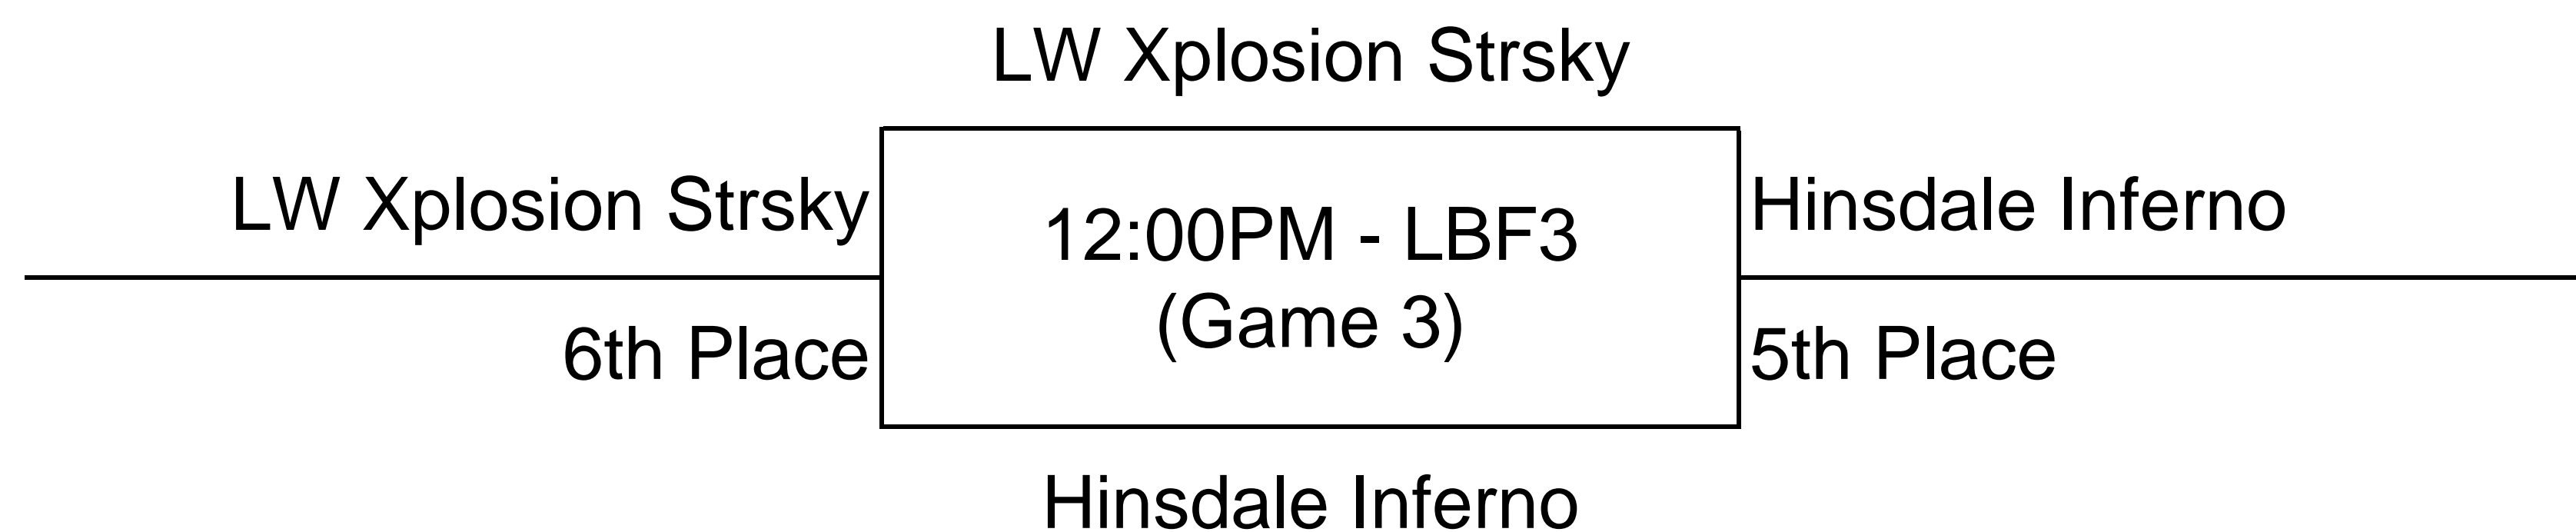 LW Xplosion Strsky
LW Xplosion Strsky
12:00PM - LBF3
(Game 3)
Hinsdale Inferno
6th Place
5th Place
Hinsdale Inferno